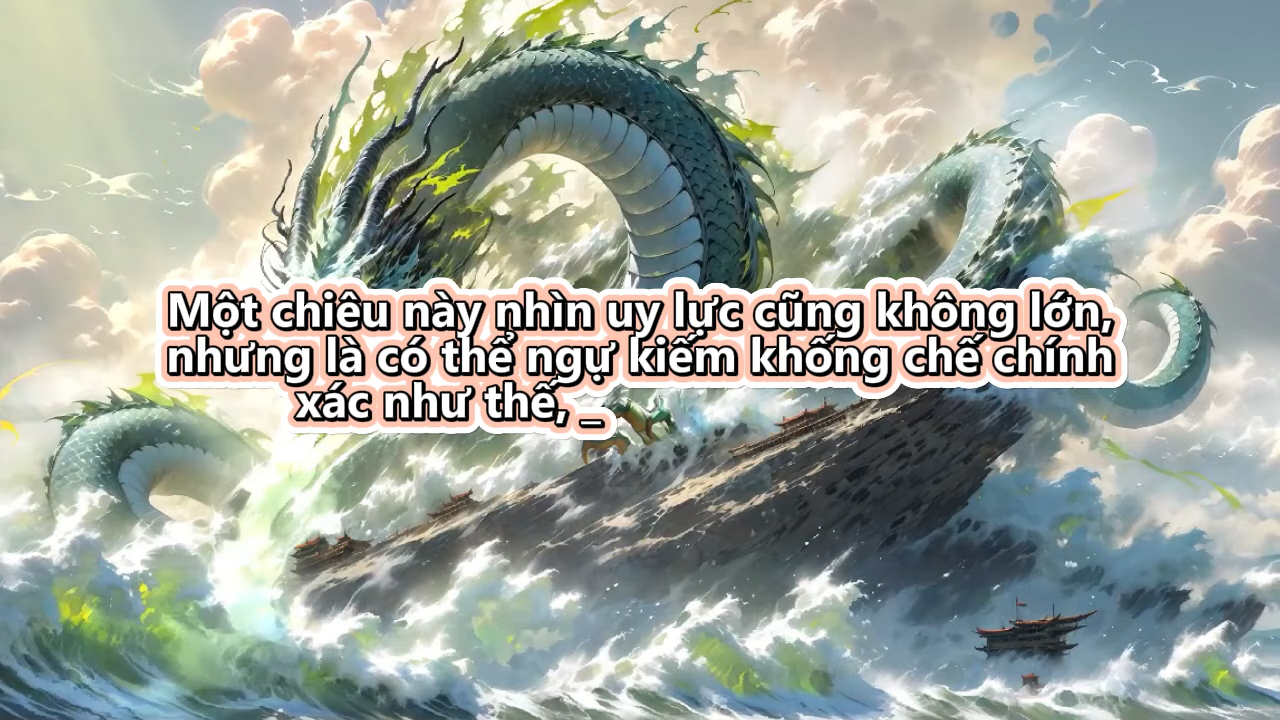 Một chiêu này nhìn uy lực cũng không lớn,
nhưng là có thể ngự kiếm khống chế chính
xác như thế, _